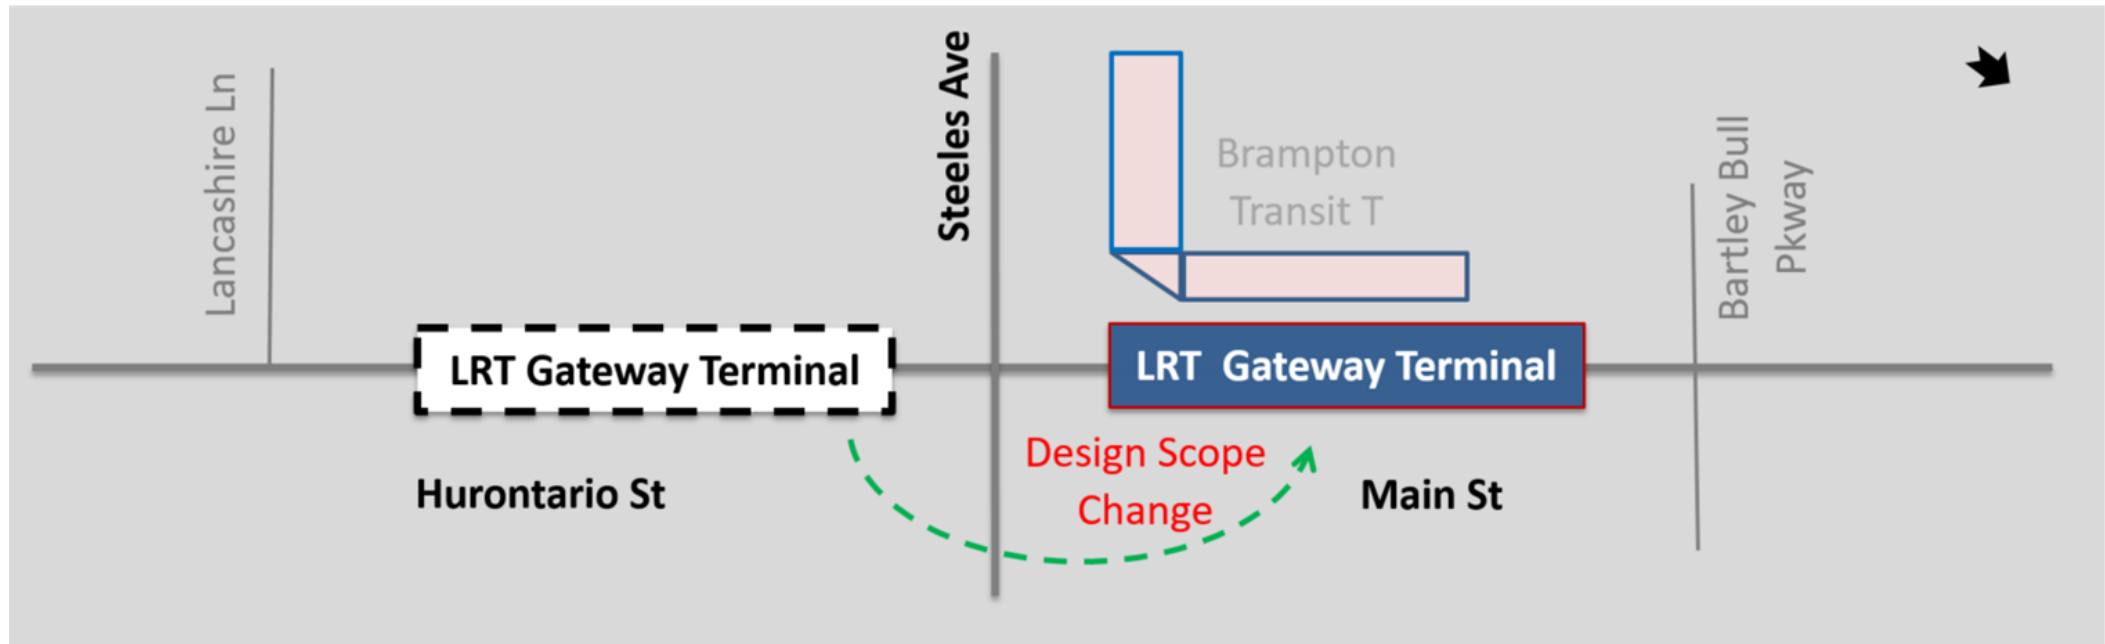 Lancashire Ln
Steeles Ave
Brampton
Transit T
Bartley Bull
Pkway
LRT Gateway Terminal
LRT Gateway Terminal
Design Scope
Change
Hurontario St
Main St